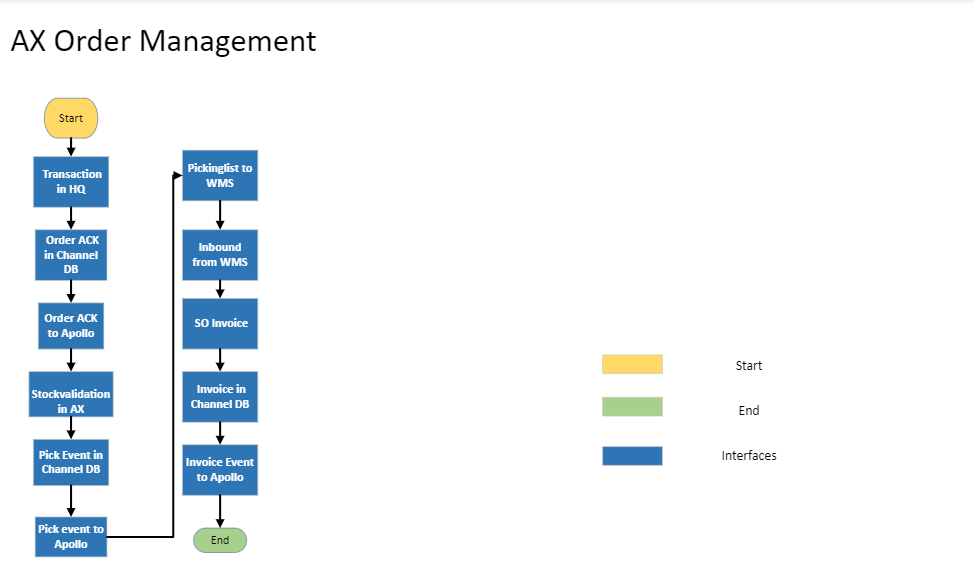 AX Order Management
Start
Transaction
in HQ
Order ACK
in Channel
DB
Order ACK
to Apollo
Stockvalidation
in AX
Pick Event in
Channel DB
Pick event to
Apollo
Pickinglist to
WMS
Inbound
from WMS
SO Invoice
Invoice in
Channel DB
Invoice Event
to Apollo
End
Start
End
Interfaces